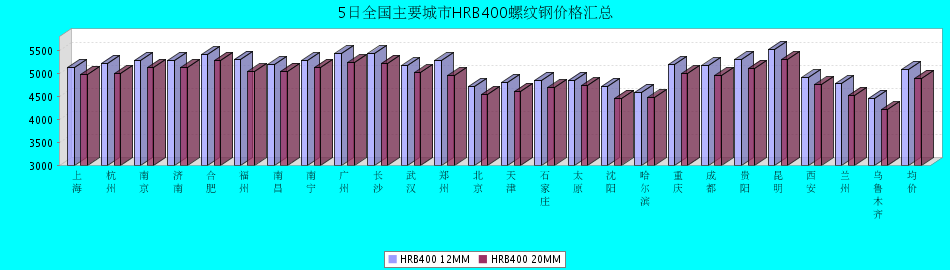 5日全国主要城市HRB400螺纹钢价格汇总
5500
5000
4500
4000
3500
3000
上海
杭州
南京
济南
合肥
福州
南昌
南宁
广州
长沙
武汉
郑州
北京
天津
石家庄
太原
沈阳
哈尔滨
重庆
成都
贵阳
昆明
西安
兰州
乌鲁木齐
均价
HRB400 12MM
HRB400 20MM